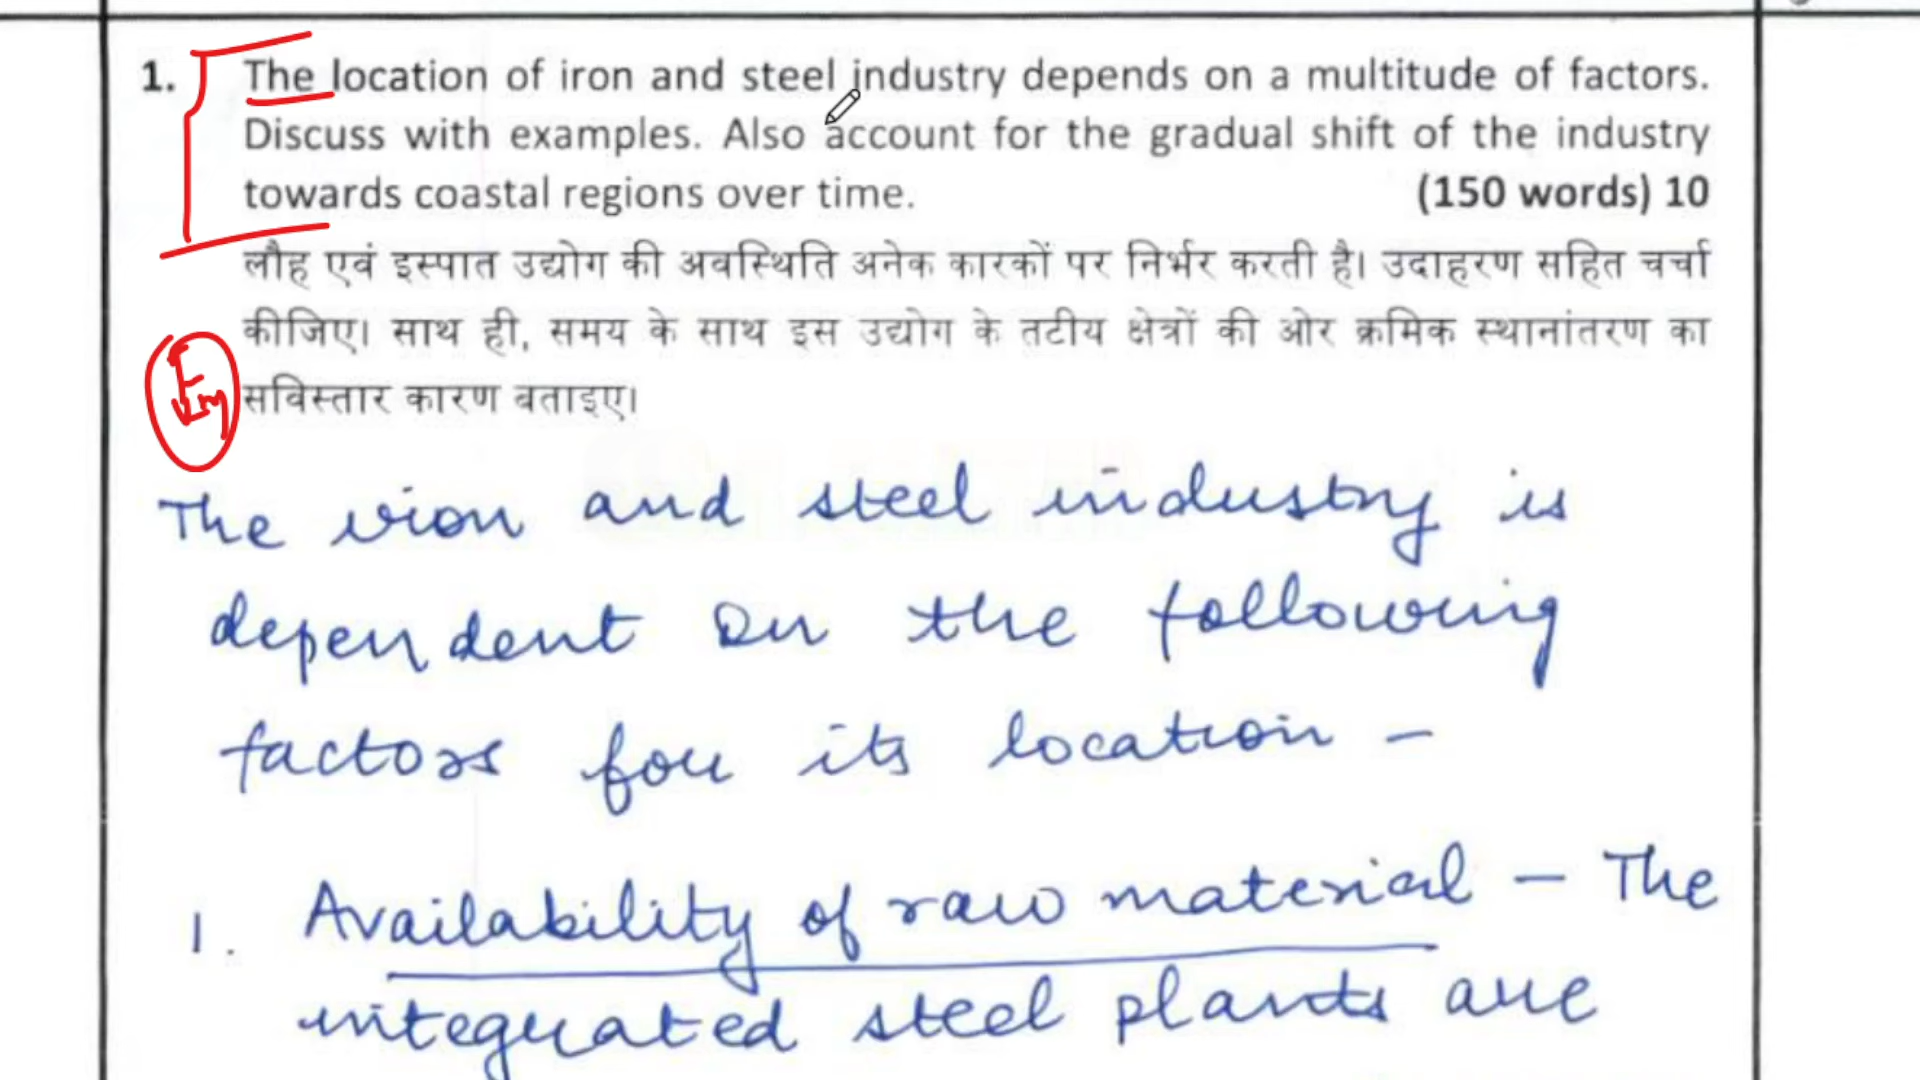 1. The location of iron and steel industry depends on a multitude of factors.
Discuss with examples. Also account for the gradual shift of the industry
towards coastal regions over time. (150 words) 10
लौह एवं इस्पात उद्योग की अवस्थिति अनेक कारकों पर निर्भर करती है। उदाहरण सहित चर्चा
कीजिए। साथ ही, समय के साथ इस उद्योग के तटीय क्षेत्रों की ओर क्रमिक स्थानांतरण का
सविस्तार कारण बताइए।
The iron and steel industry is
dependent on the following
factors for its location -
1. Availability of raw material - The
integrated steel plants are